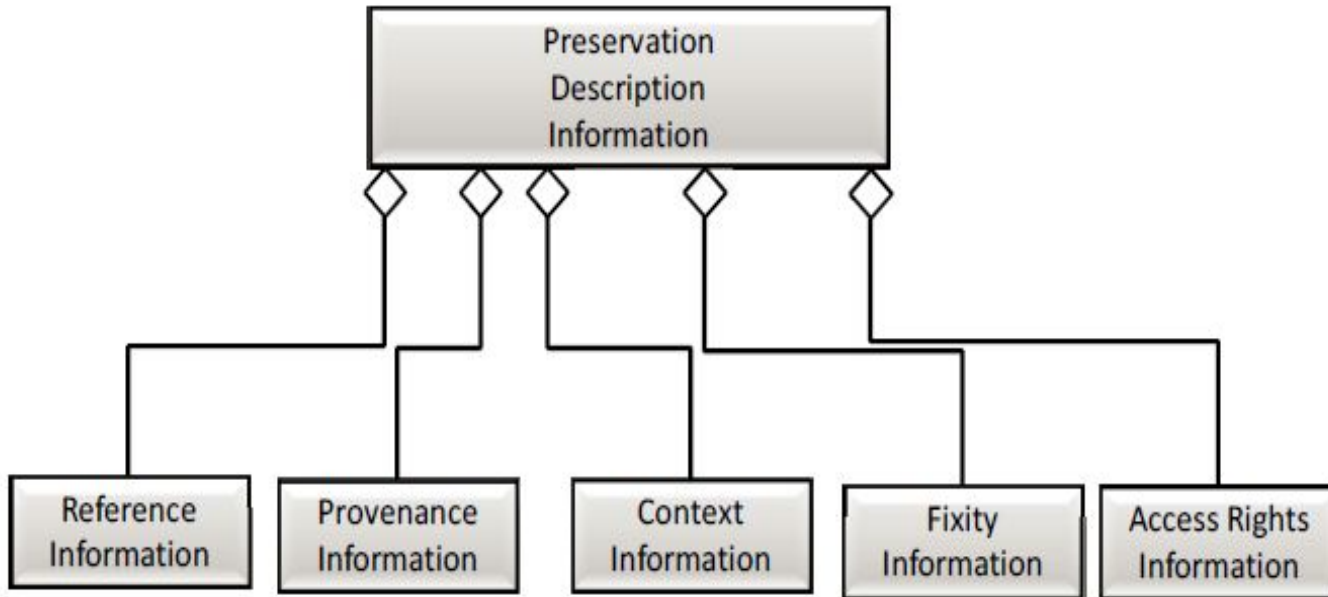 Preservation
Description
Information
Reference
Information
Provenance
Information
Context
Information
Fixity
Information
Access Rights
Information